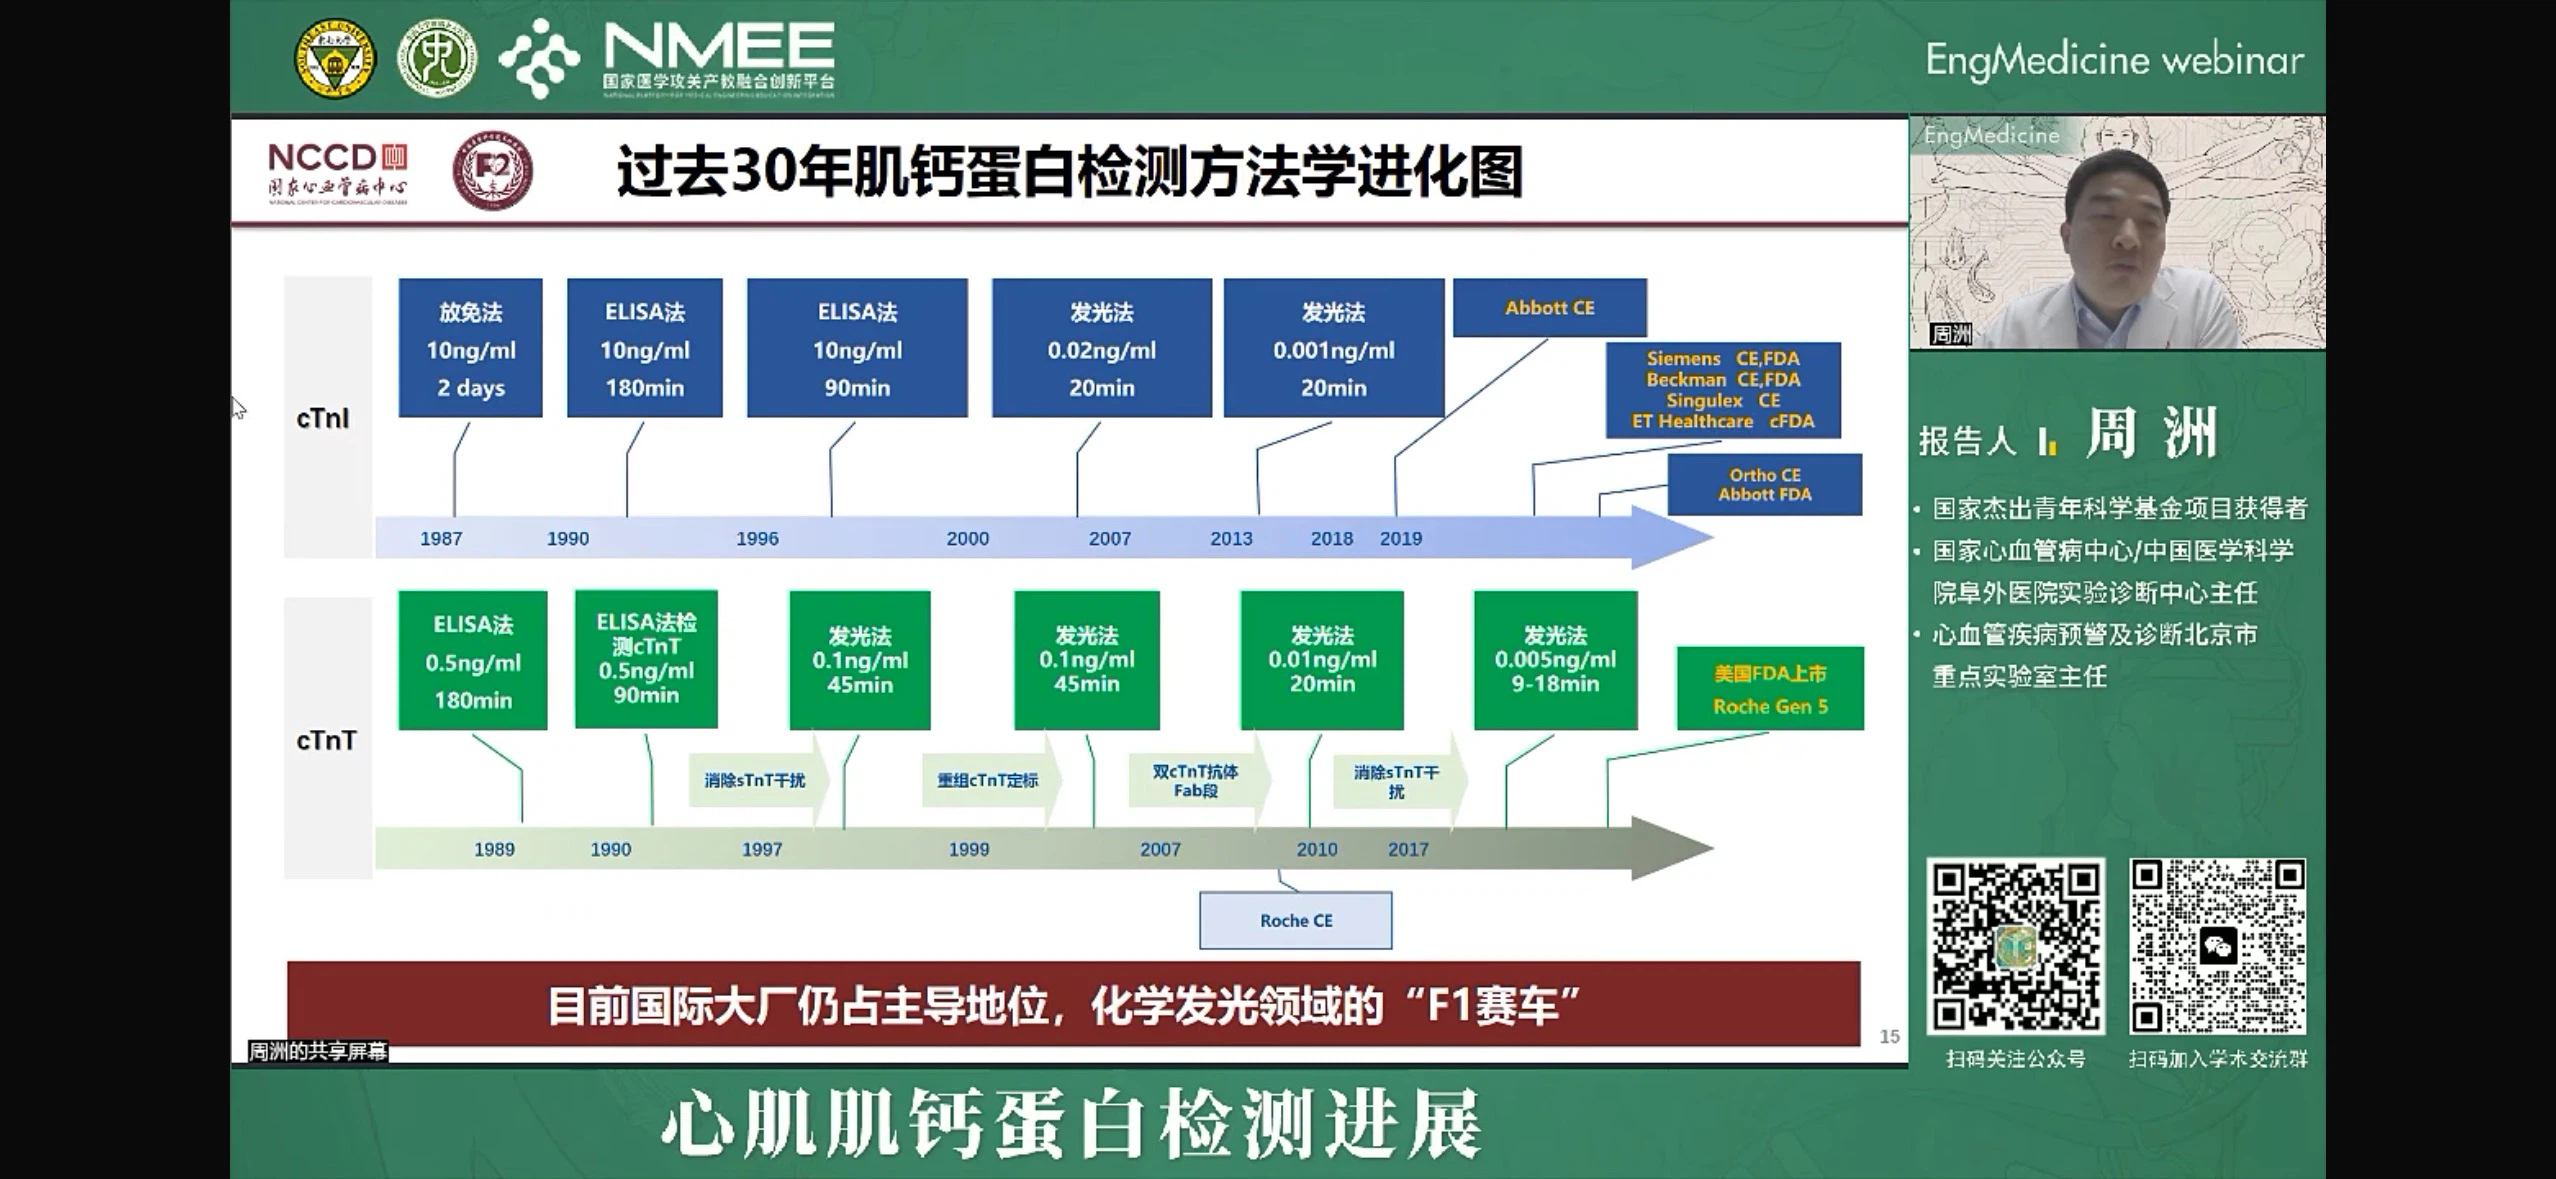 NMEE
国家医学攻关产教融合创新平台
EngMedicine webinar
NCCD
国家心血管病中心
NATIONAL CENTER FOR CARDIOVASCULAR DISEASES
过去30年肌钙蛋白检测方法学进化图
cTnI
放免法
10ng/ml
2 days
ELISA法
10ng/ml
180min
ELISA法
10ng/ml
90min
发光法
0.02ng/ml
20min
发光法
0.001ng/ml
20min
Abbott CE
Siemens CE,FDA
Beckman CE,FDA
Singulex CE
ET Healthcare cFDA
Ortho CE
Abbott FDA
1987 1990 1996 2000 2007 2013 2018 2019
cTnT
ELISA法
0.5ng/ml
180min
ELISA法检
测cTnT
0.5ng/ml
90min
发光法
0.1ng/ml
45min
发光法
0.1ng/ml
45min
发光法
0.01ng/ml
20min
发光法
0.005ng/ml
9-18min
美国FDA上市
Roche Gen 5
消除sTnT干扰
重组cTnT定标
双cTnT抗体
Fab段
消除sTnT干
扰
1989 1990 1997 1999 2007 2010 2017
Roche CE
目前国际大厂仍占主导地位，化学发光领域的“F1赛车”
15
周洲的共享屏幕
EngMedicine
周洲
报告人 周 洲
• 国家杰出青年科学基金项目获得者
• 国家心血管病中心/中国医学科学
院阜外医院实验诊断中心主任
• 心血管疾病预警及诊断北京市
重点实验室主任
扫码关注公众号
扫码加入学术交流群
心肌肌钙蛋白检测进展